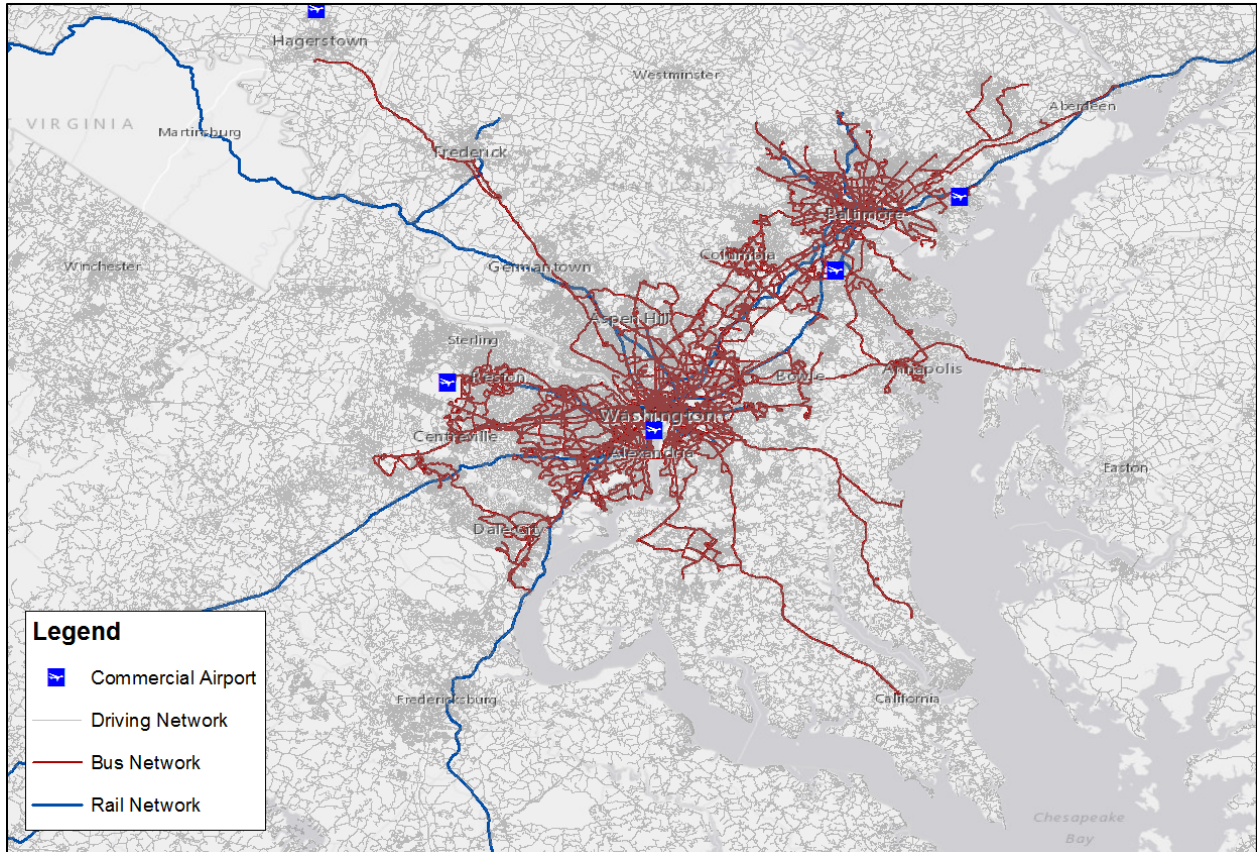 Hagerstown
Westminster
Aberdeen
T VIRGINIA
Martinsburg
Frederick
Baltimore
Winchester
Germantown
Columbia
Aspen Hill
Sterling
Reston
Bowie
Annapolis
Washington
Centreville
Alexandria
Easton
Dale City
Fredericksburg
California
Chesapeake
Bay
Legend
Commercial Airport
Driving Network
Bus Network
Rail Network